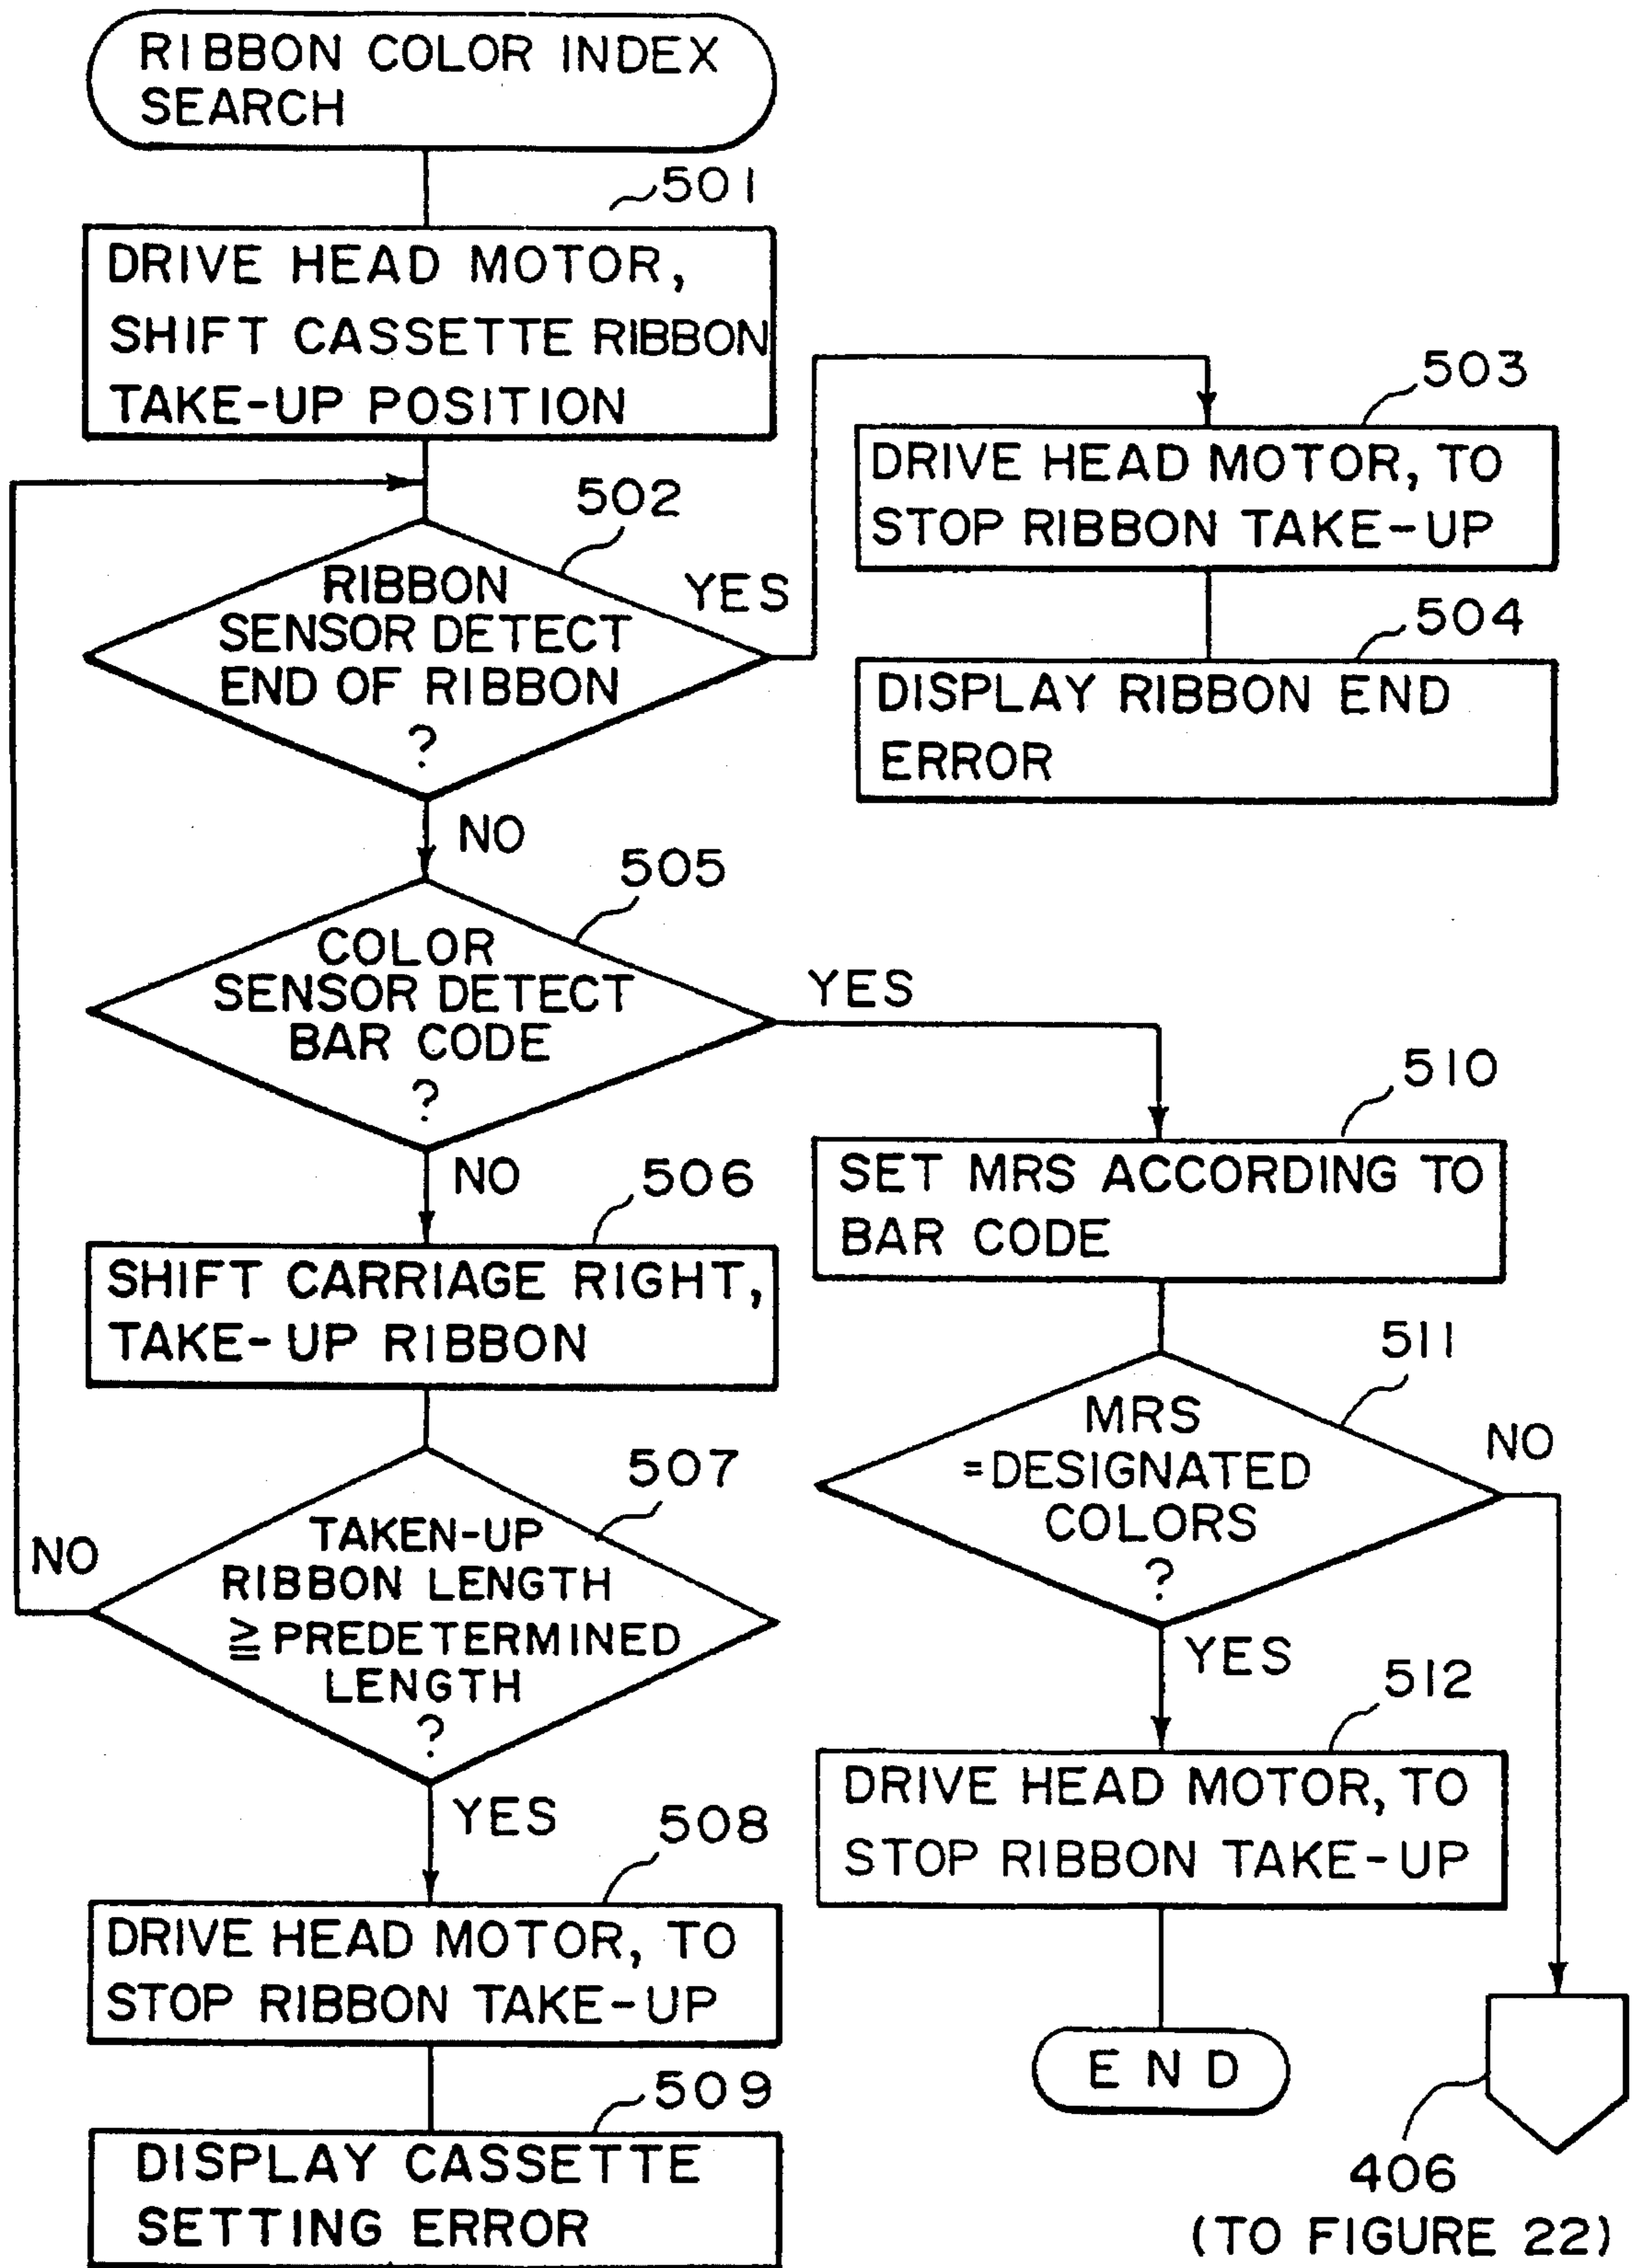 RIBBON COLOR INDEX
SEARCH
501
DRIVE HEAD MOTOR,
SHIFT CASSETTE RIBBON
TAKE-UP POSITION
502
RIBBON
SENSOR DETECT
END OF RIBBON
?
YES
NO
503
DRIVE HEAD MOTOR, TO
STOP RIBBON TAKE-UP
504
DISPLAY RIBBON END
ERROR
505
COLOR
SENSOR DETECT
BAR CODE
?
YES
NO
506
SHIFT CARRIAGE RIGHT,
TAKE-UP RIBBON
507
TAKEN-UP
RIBBON LENGTH
≧PREDETERMINED
LENGTH
?
NO
YES
508
DRIVE HEAD MOTOR, TO
STOP RIBBON TAKE-UP
509
DISPLAY CASSETTE
SETTING ERROR
510
SET MRS ACCORDING TO
BAR CODE
511
MRS
=DESIGNATED
COLORS
?
NO
YES
512
DRIVE HEAD MOTOR, TO
STOP RIBBON TAKE-UP
END
406
(TO FIGURE 22)